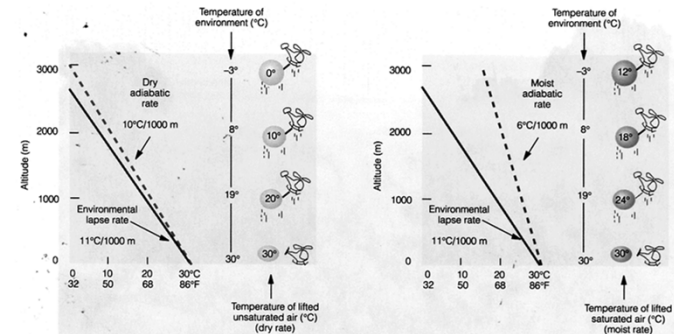 Temperature of
environment (°C)
3000
2000
1000
0
Altitude (m)
Dry
adiabatic
rate
10°C/1000 m
Environmental
lapse rate
11°C/1000 m
0 10 20 30°C
32 50 68 86°F
–3°
8°
19°
30°
0°
10°
20°
30°
Temperature of lifted
unsaturated air (°C)
(dry rate)
Temperature of
environment (°C)
3000
2000
1000
0
Altitude (m)
Moist
adiabatic
rate
6°C/1000 m
Environmental
lapse rate
11°C/1000 m
0 10 20 30°C
32 50 68 86°F
–3°
8°
19°
30°
12°
18°
24°
30°
Temperature of lifted
saturated air (°C)
(moist rate)